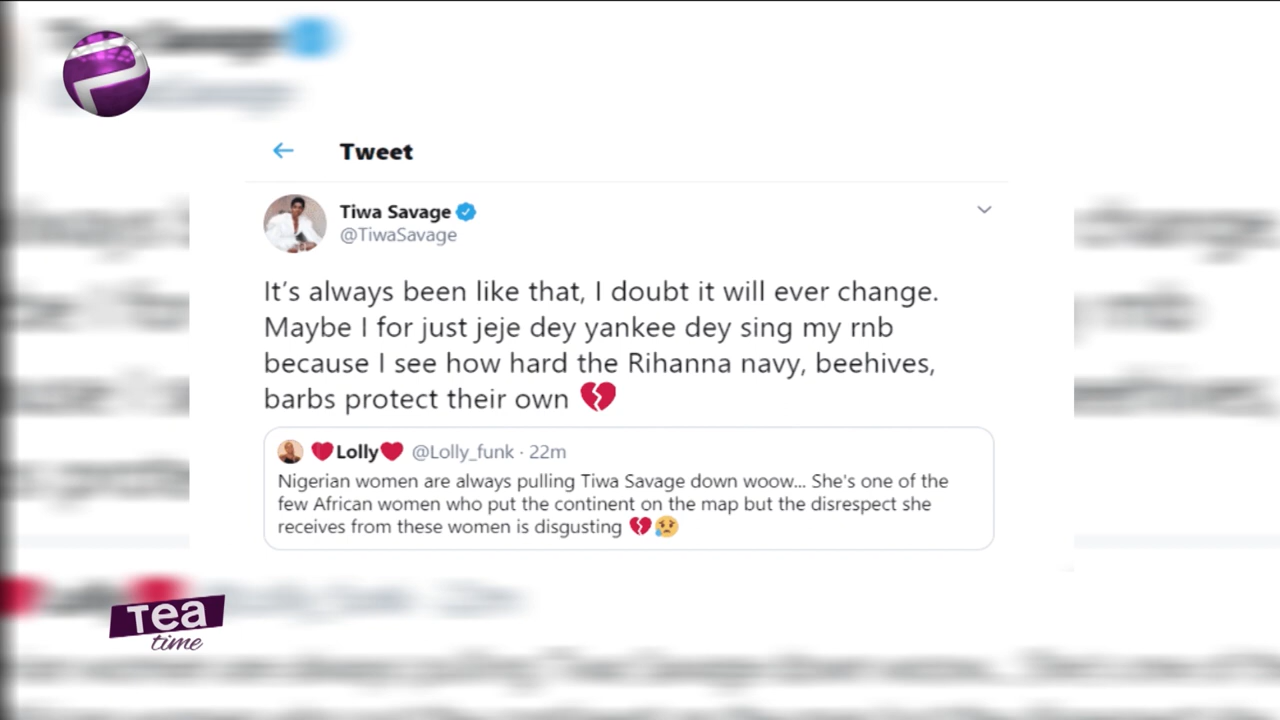 Tweet
Tiwa Savage
@TiwaSavage
It’s always been like that, I doubt it will ever change.
Maybe I for just jeje dey yankee dey sing my rnb
because I see how hard the Rihanna navy, beehives,
barbs protect their own 💔
❤️Lolly❤️ @Lolly_funk · 22m
Nigerian women are always pulling Tiwa Savage down woow... She's one of the
few African women who put the continent on the map but the disrespect she
receives from these women is disgusting 💔😢
Tea
time